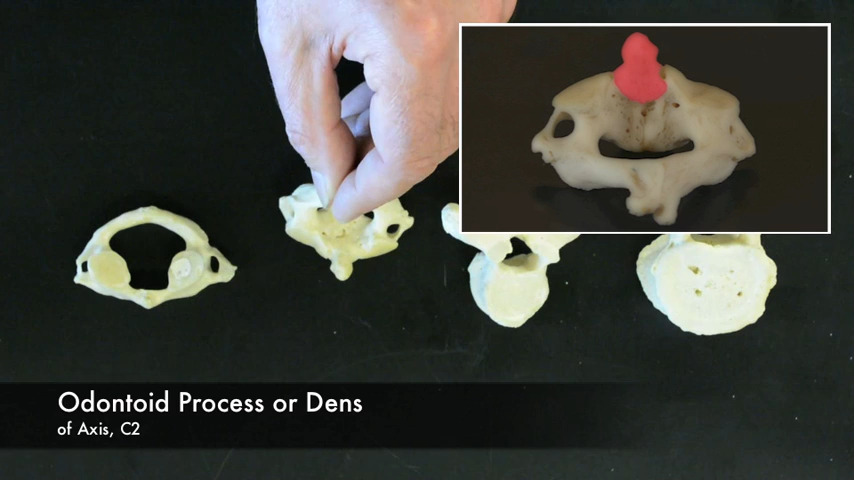 Odontoid Process or Dens
of Axis, C2